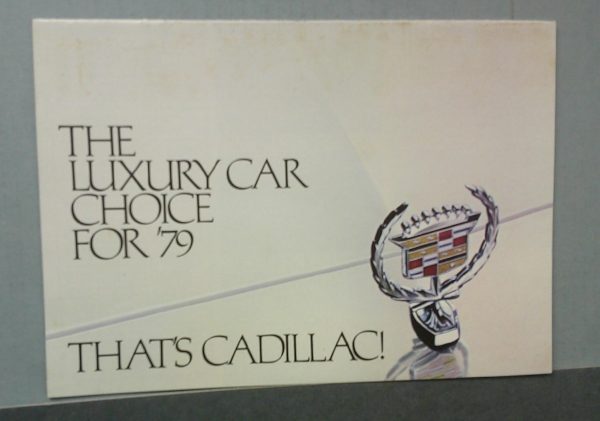 THE
LUXURY CAR
CHOICE
FOR '79
THAT'S CADILLAC!